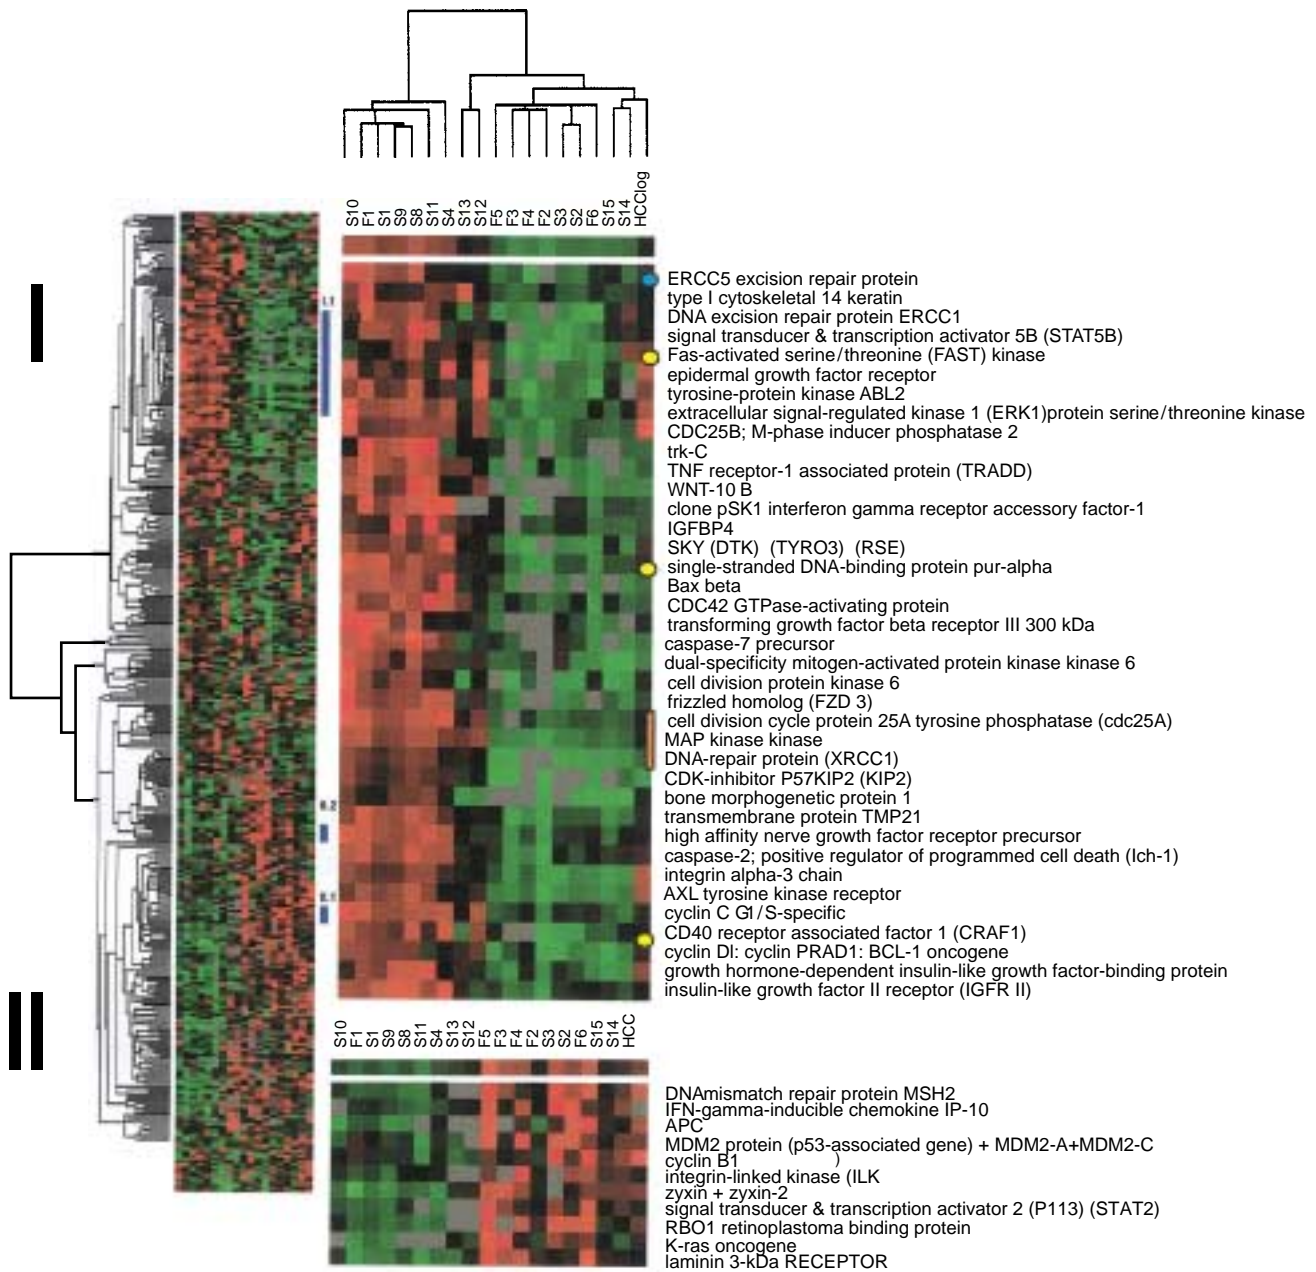 S10 F1 S1 S9 S8 S11 S4 S13 S12 F5 F3 F4 F2 S3 S2 F6 S15 S14 HCClog
I
1.1
ERCC5 excision repair protein
type I cytoskeletal 14 keratin
DNA excision repair protein ERCC1
signal transducer & transcription activator 5B (STAT5B)
Fas-activated serine/threonine (FAST) kinase
epidermal growth factor receptor
tyrosine-protein kinase ABL2
extracellular signal-regulated kinase 1 (ERK1)protein serine/threonine kinase
CDC25B; M-phase inducer phosphatase 2
trk-C
TNF receptor-1 associated protein (TRADD)
WNT-10 B
clone pSK1 interferon gamma receptor accessory factor-1
IGFBP4
SKY (DTK) (TYRO3) (RSE)
single-stranded DNA-binding protein pur-alpha
Bax beta
CDC42 GTPase-activating protein
transforming growth factor beta receptor III 300 kDa
caspase-7 precursor
dual-specificity mitogen-activated protein kinase kinase 6
cell division protein kinase 6
frizzled homolog (FZD 3)
cell division cycle protein 25A tyrosine phosphatase (cdc25A)
MAP kinase kinase
DNA-repair protein (XRCC1)
CDK-inhibitor P57KIP2 (KIP2)
bone morphogenetic protein 1
transmembrane protein TMP21
high affinity nerve growth factor receptor precursor
caspase-2; positive regulator of programmed cell death (Ich-1)
integrin alpha-3 chain
AXL tyrosine kinase receptor
cyclin C G1/S-specific
CD40 receptor associated factor 1 (CRAF1)
cyclin DI: cyclin PRAD1: BCL-1 oncogene
growth hormone-dependent insulin-like growth factor-binding protein
insulin-like growth factor II receptor (IGFR II)
II
S10 F1 S1 S9 S8 S11 S4 S13 S12 F5 F3 F4 F2 S3 S2 F6 S15 S14 HCC
DNAmismatch repair protein MSH2
IFN-gamma-inducible chemokine IP-10
APC
MDM2 protein (p53-associated gene) + MDM2-A+MDM2-C
cyclin B1 )
integrin-linked kinase (ILK
zyxin + zyxin-2
signal transducer & transcription activator 2 (P113) (STAT2)
RBO1 retinoplastoma binding protein
K-ras oncogene
laminin 3-kDa RECEPTOR